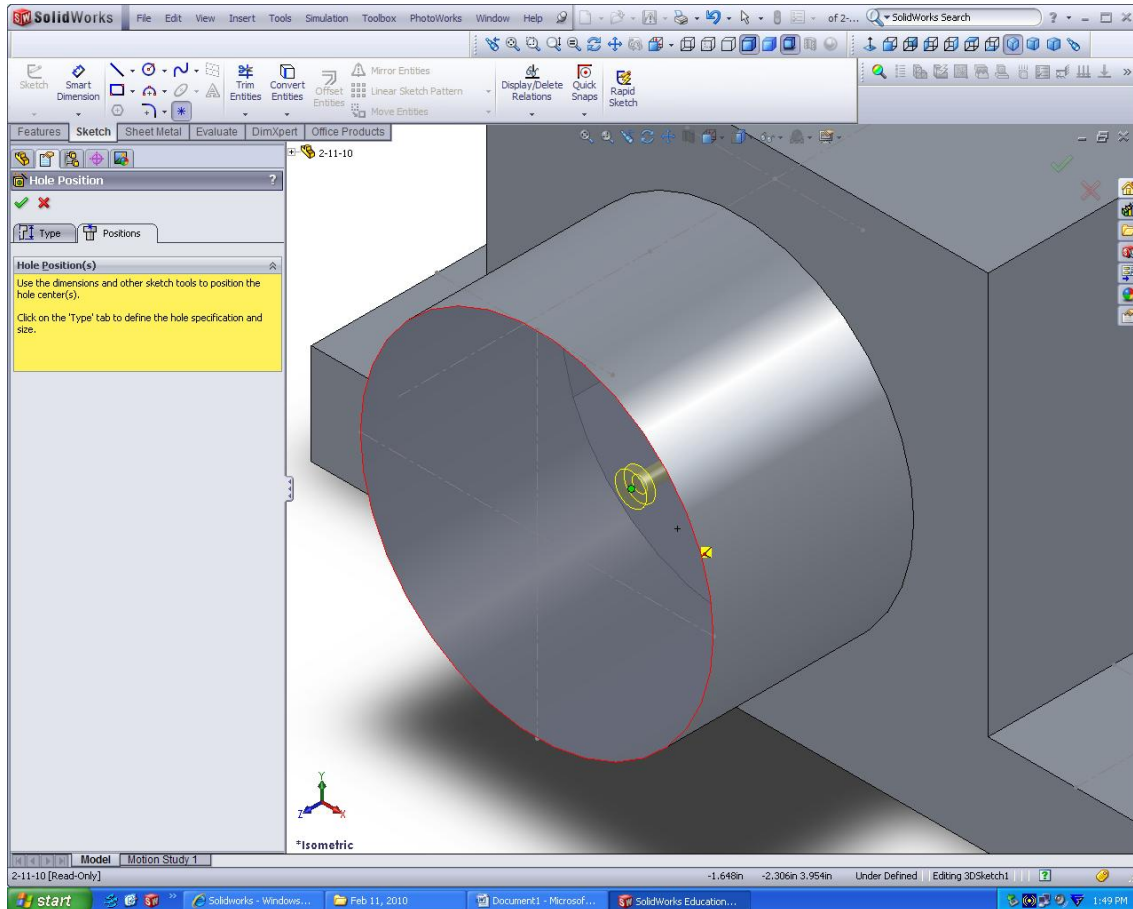 SolidWorks File Edit View Insert Tools Simulation Toolbox PhotoWorks Window Help of 2-... SolidWorks Search ?
Sketch Smart Dimension Trim Entities Convert Entities Offset Entities Mirror Entities Linear Sketch Pattern Move Entities Display/Delete Relations Quick Snaps Rapid Sketch
Features Sketch Sheet Metal Evaluate DimXpert Office Products
2-11-10
Hole Position ?
Type Positions
Hole Position(s)
Use the dimensions and other sketch tools to position the
hole center(s).
Click on the 'Type' tab to define the hole specification and
size.
Y
Z X
*Isometric
Model Motion Study 1
2-11-10 [Read-Only] -1.648in -2.306in 3.954in Under Defined Editing 3DSketch1 ?
start Solidworks - Windows... Feb 11, 2010 Document1 - Microsof... SolidWorks Education... 1:49 PM